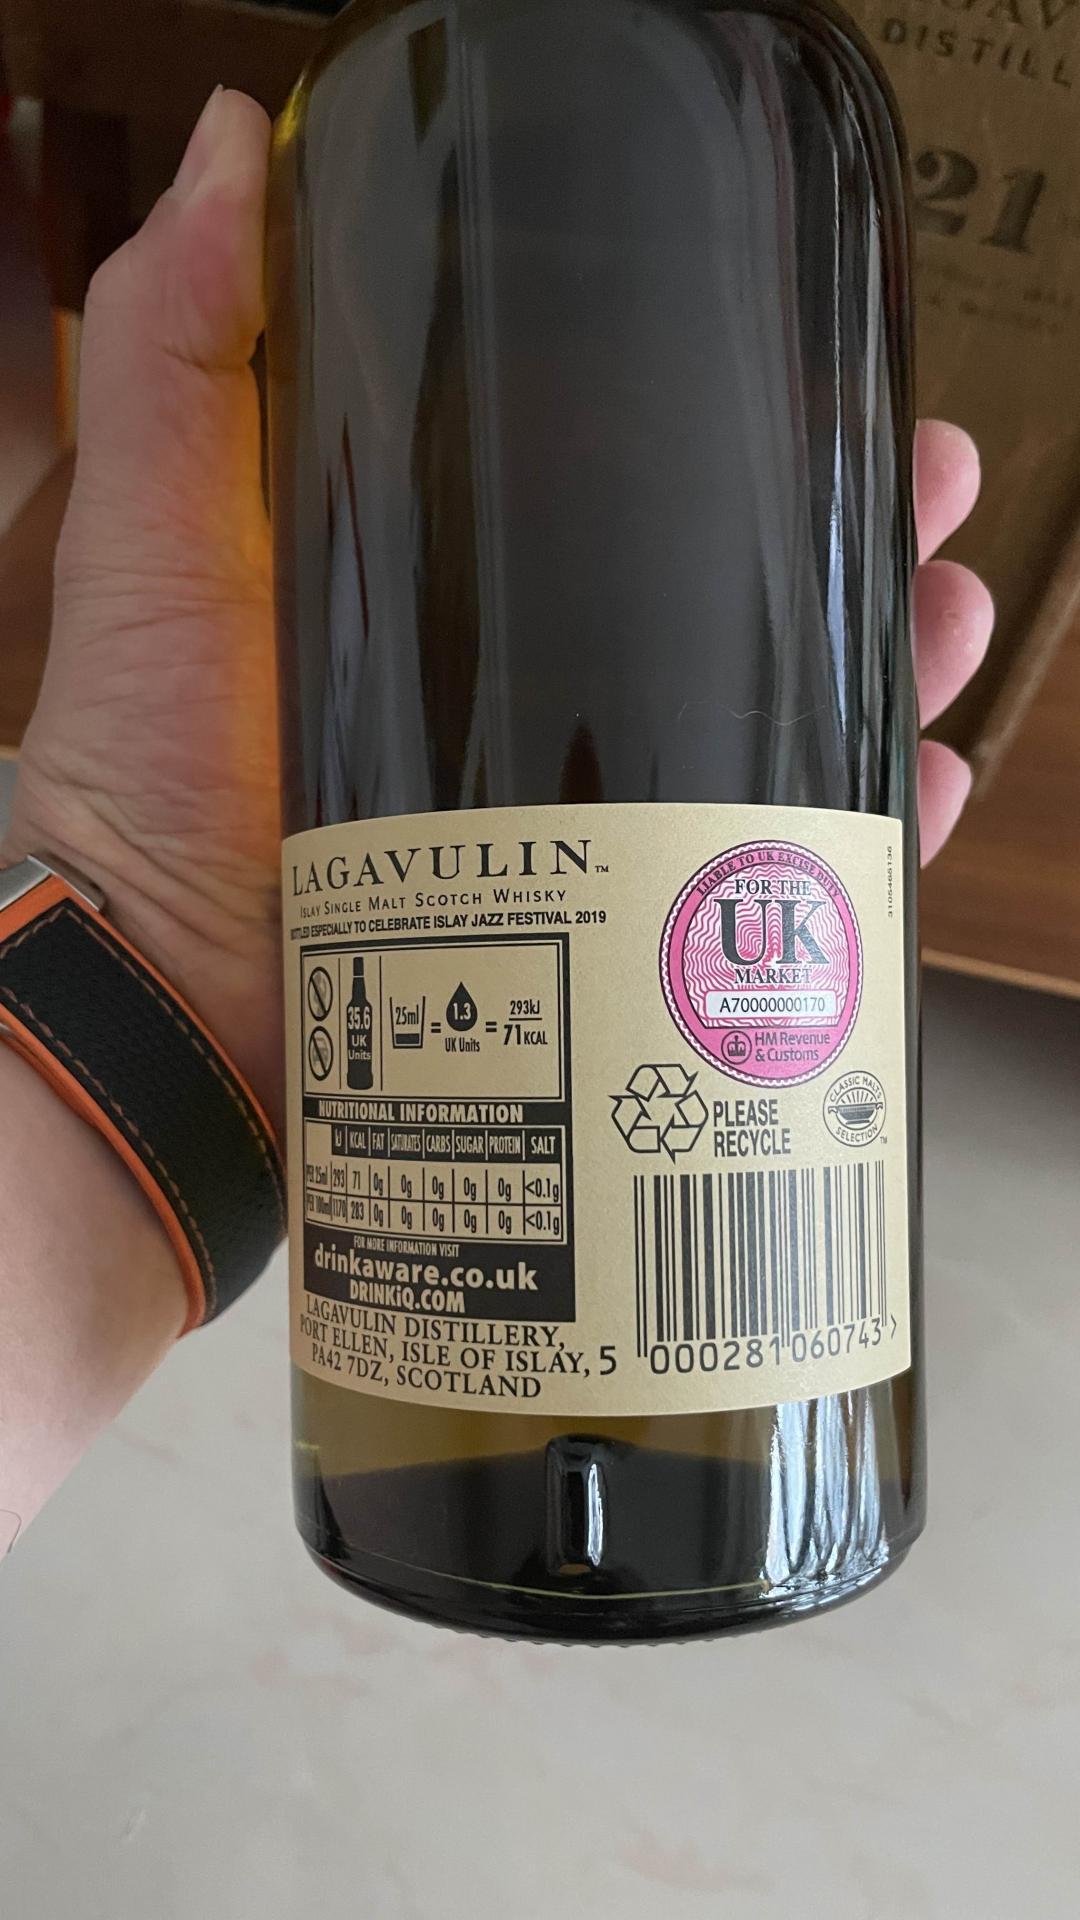 DISTILL
21
LAGAVULIN™
ISLAY SINGLE MALT SCOTCH WHISKY
BOTTLED ESPECIALLY TO CELEBRATE ISLAY JAZZ FESTIVAL 2019
35.6
UK
Units
25ml = 1.3 = 293kJ
UK Units 71KCAL
NUTRITIONAL INFORMATION
kJ KCAL FAT SATURATES CARBS SUGAR PROTEIN SALT
PER 25ml 293 71 0g 0g 0g 0g 0g <0.1g
PER 100ml 1170 283 0g 0g 0g 0g 0g <0.1g
FOR MORE INFORMATION VISIT
drinkaware.co.uk
DRINKiQ.COM
LAGAVULIN DISTILLERY,
PORT ELLEN, ISLE OF ISLAY,
PA42 7DZ, SCOTLAND
LIABLE TO UK EXCISE DUTY
FOR THE
UK
MARKET
A70000000170
HM Revenue
& Customs
3105465136
PLEASE
RECYCLE
CLASSIC MALTS
SELECTION™
5 000281 060743 >